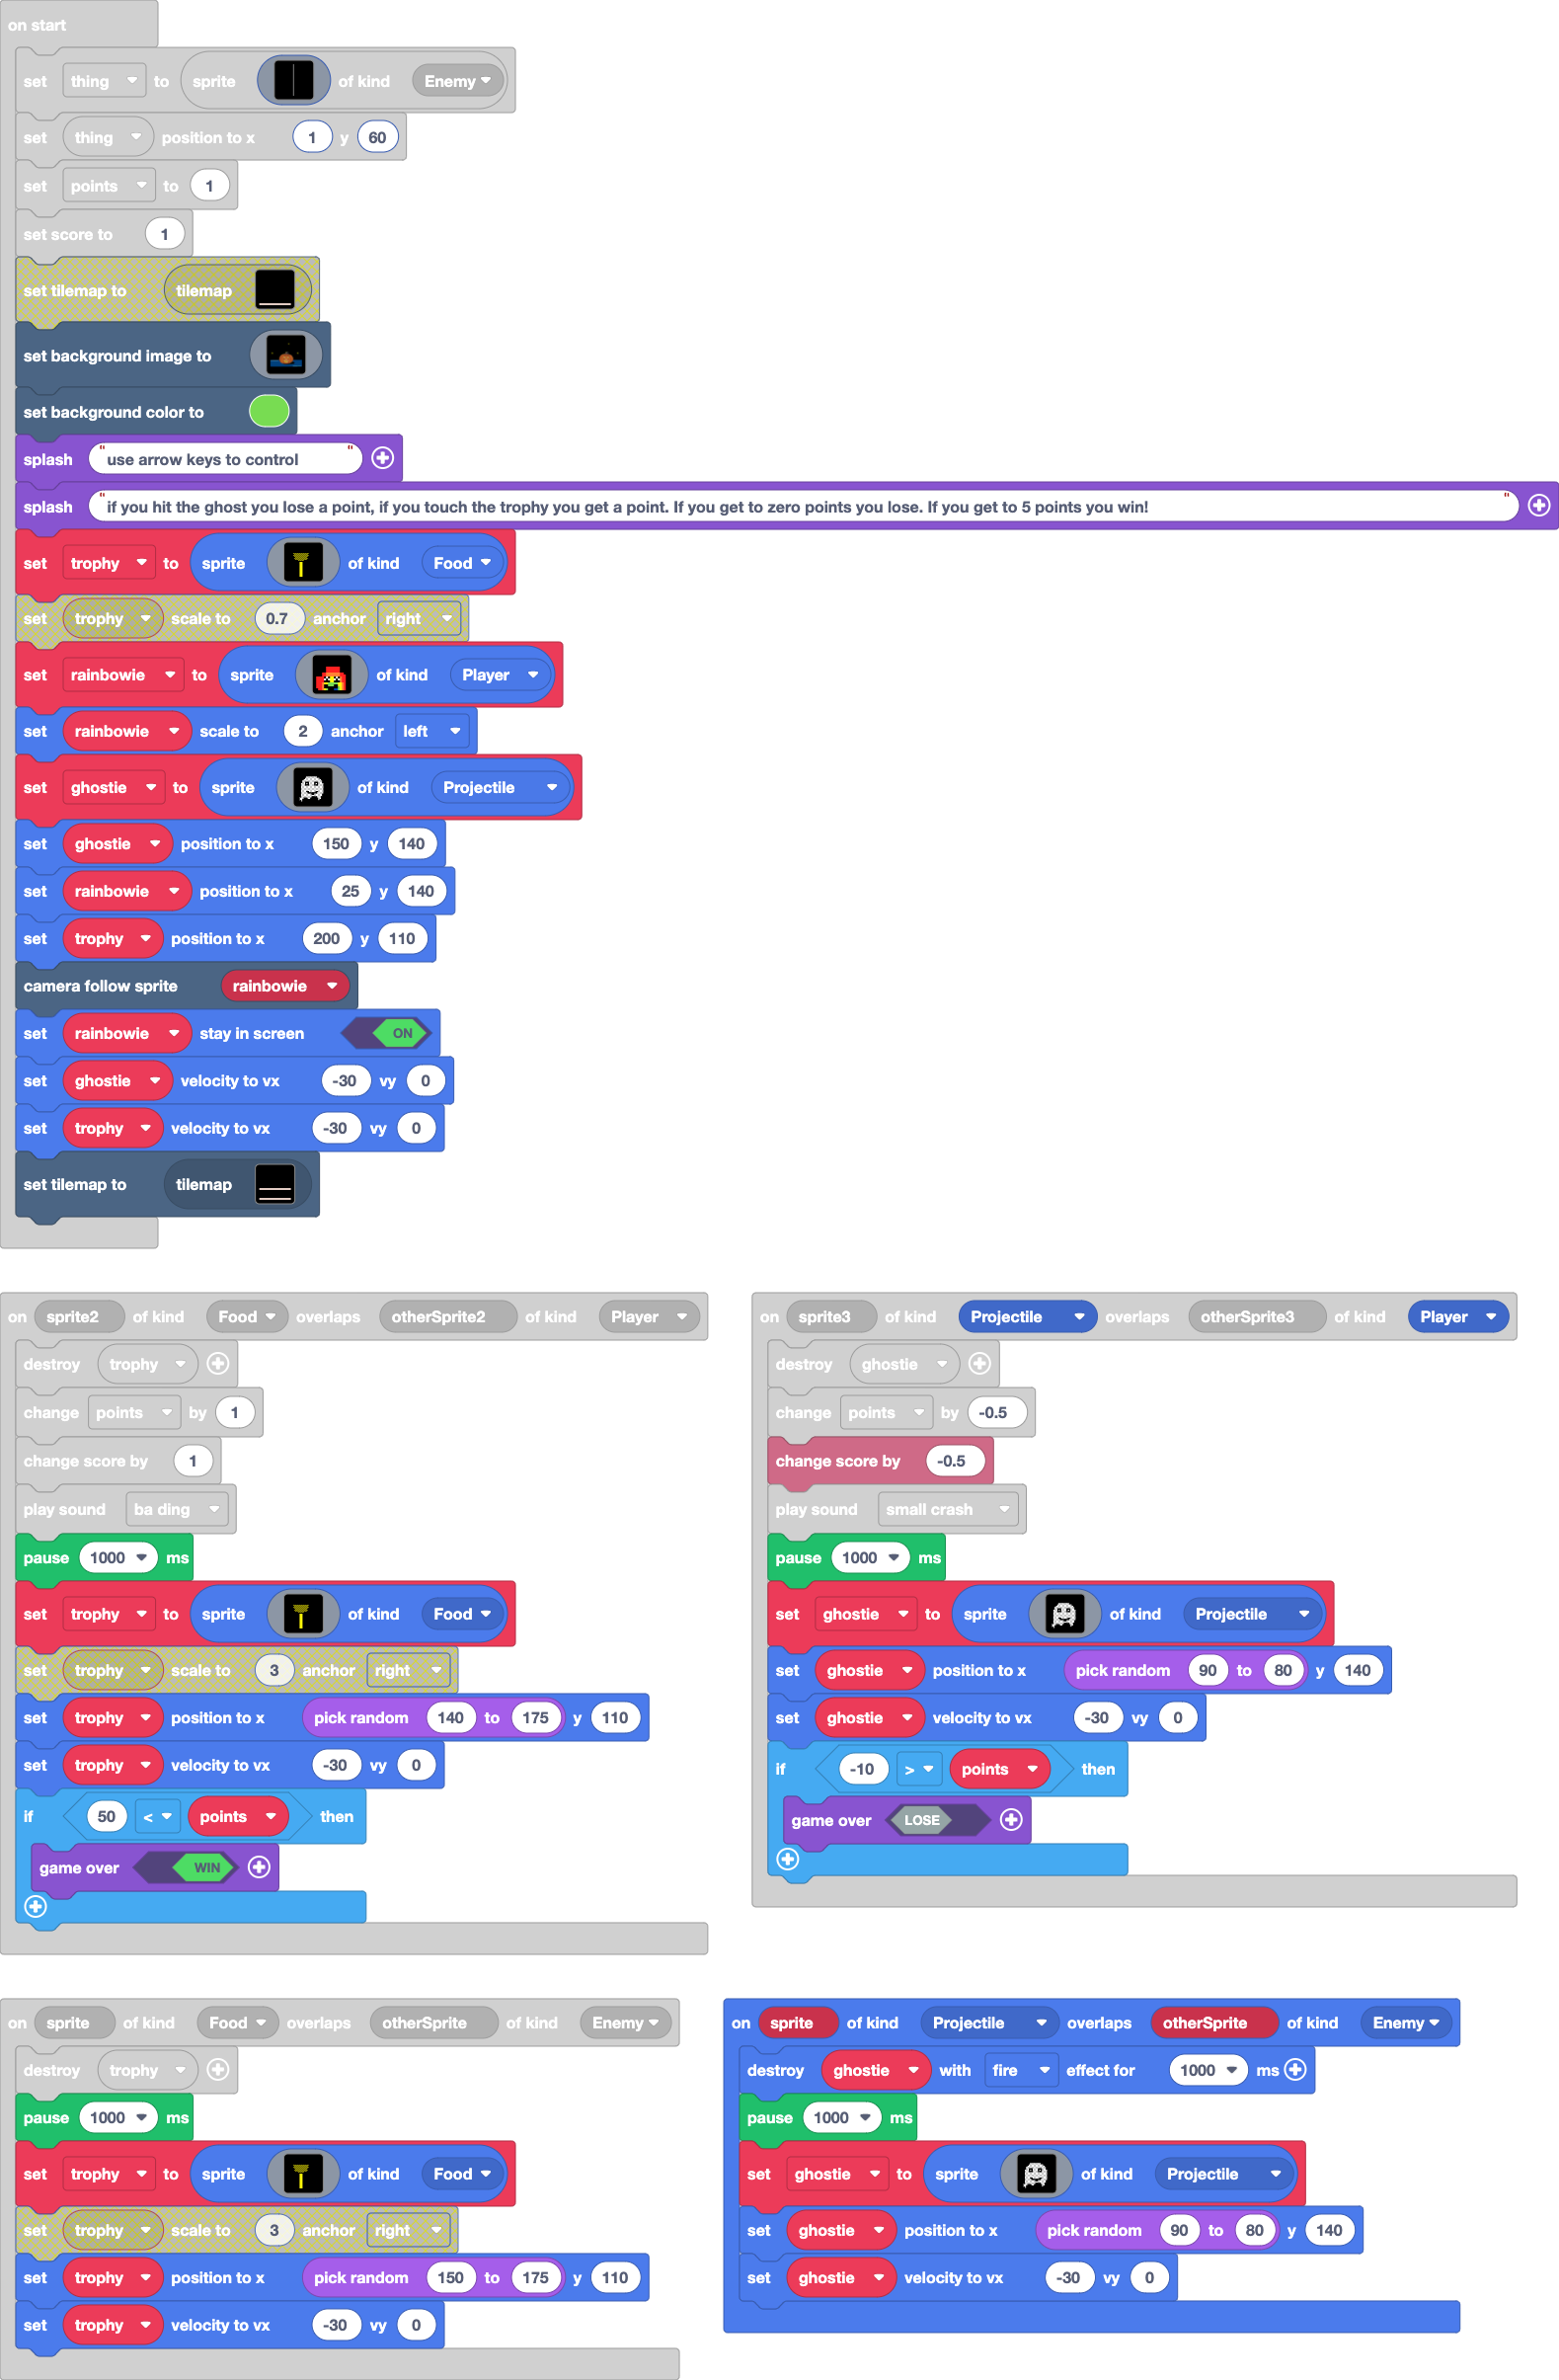 on start
set thing to sprite of kind Enemy
set thing position to x 1 y 60
set points to 1
set score to 1
set tilemap to tilemap
set background image to
set background color to
splash "use arrow keys to control"
splash "if you hit the ghost you lose a point, if you touch the trophy you get a point. If you get to zero points you lose. If you get to 5 points you win!"
set trophy to sprite of kind Food
set trophy scale to 0.7 anchor right
set rainbowie to sprite of kind Player
set rainbowie scale to 2 anchor left
set ghostie to sprite of kind Projectile
set ghostie position to x 150 y 140
set rainbowie position to x 25 y 140
set trophy position to x 200 y 110
camera follow sprite rainbowie
set rainbowie stay in screen ON
set ghostie velocity to vx -30 vy 0
set trophy velocity to vx -30 vy 0
set tilemap to tilemap
on sprite2 of kind Food overlaps otherSprite2 of kind Player
destroy trophy
change points by 1
change score by 1
play sound ba ding
pause 1000 ms
set trophy to sprite of kind Food
set trophy scale to 3 anchor right
set trophy position to x pick random 140 to 175 y 110
set trophy velocity to vx -30 vy 0
if 50 < points then
game over WIN
on sprite3 of kind Projectile overlaps otherSprite3 of kind Player
destroy ghostie
change points by -0.5
change score by -0.5
play sound small crash
pause 1000 ms
set ghostie to sprite of kind Projectile
set ghostie position to x pick random 90 to 80 y 140
set ghostie velocity to vx -30 vy 0
if -10 > points then
game over LOSE
on sprite of kind Food overlaps otherSprite of kind Enemy
destroy trophy
pause 1000 ms
set trophy to sprite of kind Food
set trophy scale to 3 anchor right
set trophy position to x pick random 150 to 175 y 110
set trophy velocity to vx -30 vy 0
on sprite of kind Projectile overlaps otherSprite of kind Enemy
destroy ghostie with fire effect for 1000 ms
pause 1000 ms
set ghostie to sprite of kind Projectile
set ghostie position to x pick random 90 to 80 y 140
set ghostie velocity to vx -30 vy 0